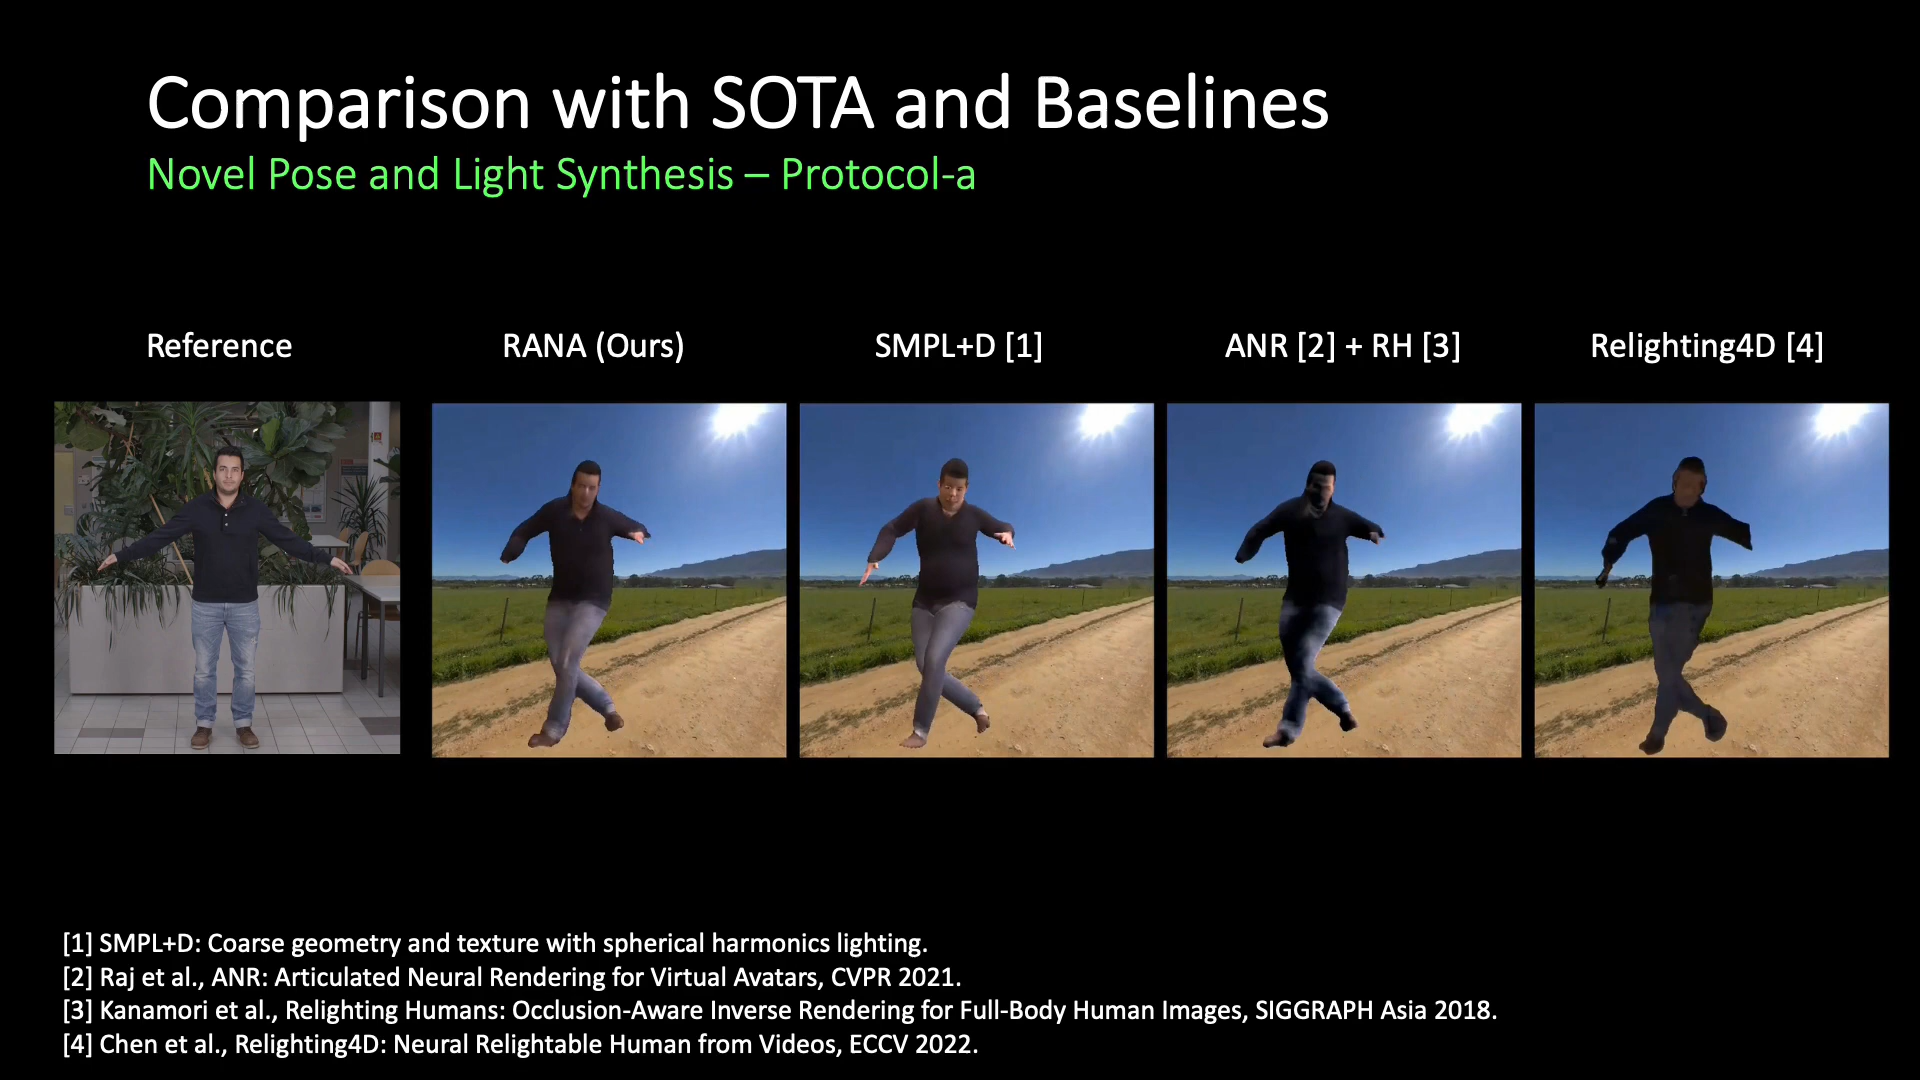 Comparison with SOTA and Baselines
Novel Pose and Light Synthesis – Protocol-a
Reference
RANA (Ours)
SMPL+D [1]
ANR [2] + RH [3]
Relighting4D [4]
[1] SMPL+D: Coarse geometry and texture with spherical harmonics lighting.
[2] Raj et al., ANR: Articulated Neural Rendering for Virtual Avatars, CVPR 2021.
[3] Kanamori et al., Relighting Humans: Occlusion-Aware Inverse Rendering for Full-Body Human Images, SIGGRAPH Asia 2018.
[4] Chen et al., Relighting4D: Neural Relightable Human from Videos, ECCV 2022.